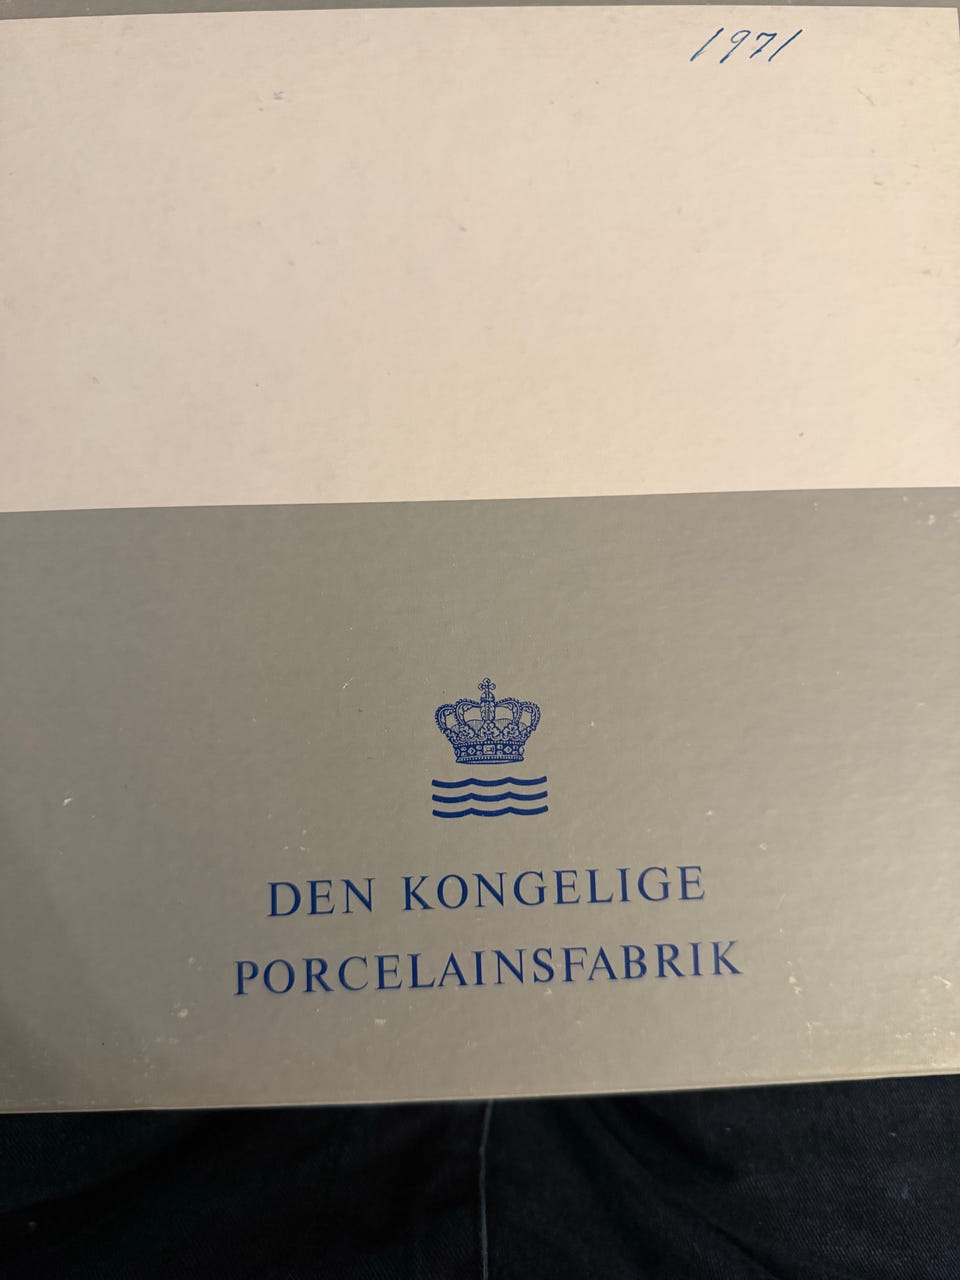 1971
DEN KONGELIGE
PORCELAINSFABRIK